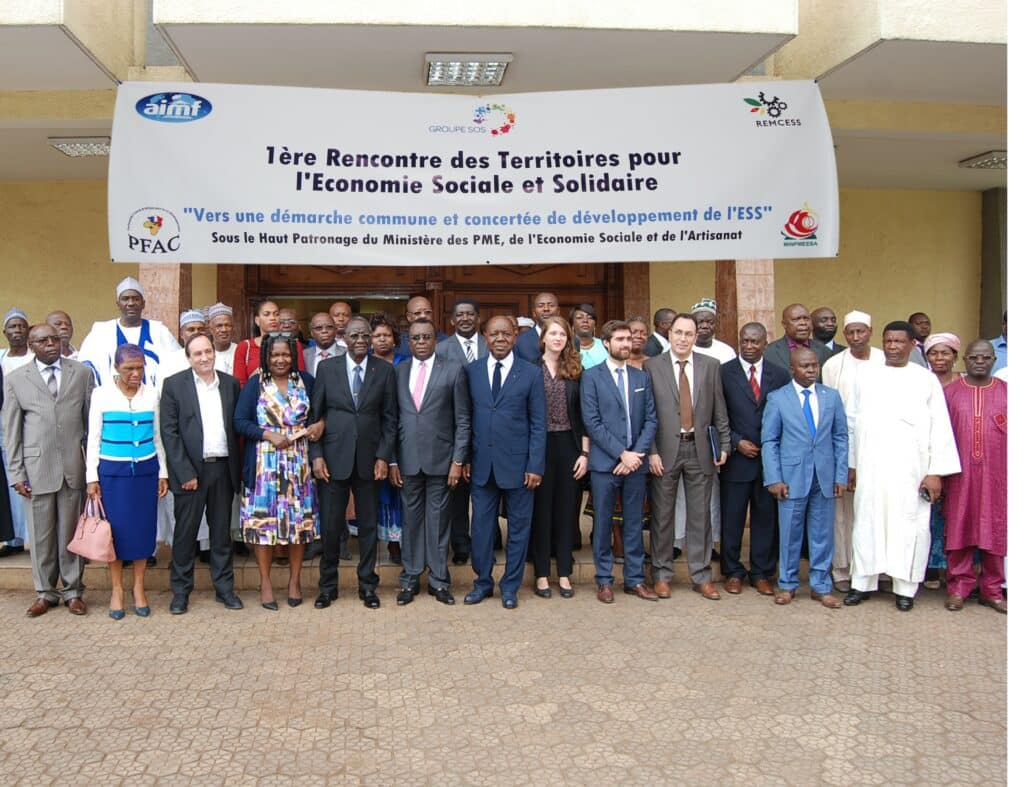 aimf
GROUPE SOS
REMCESS
1ère Rencontre des Territoires pour
l'Economie Sociale et Solidaire
"Vers une démarche commune et concertée de développement de l'ESS"
Sous le Haut Patronage du Ministère des PME, de l'Economie Sociale et de l'Artisanat
PFAC
MINPMEESA